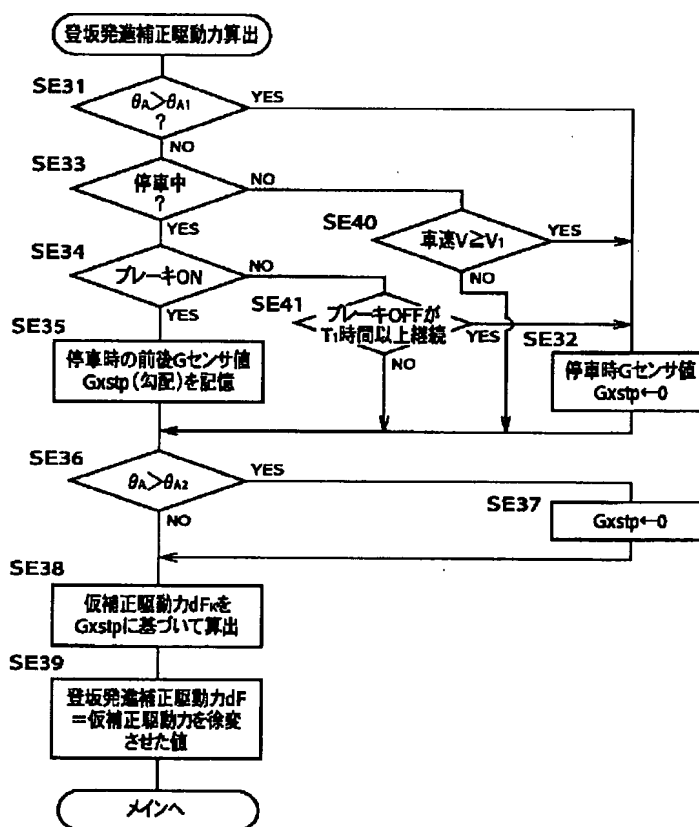 登坂発進補正駆動力算出
SE31
θA>θA1
?
YES
NO
SE33
停車中
?
NO
YES
SE40
車速V≧V1
YES
NO
SE34
ブレーキON
NO
YES
SE41
ブレーキOFFが
T1時間以上継続
YES
NO
SE35
停車時の前後Gセンサ値
Gxstp(勾配)を記憶
SE32
停車時Gセンサ値
Gxstp←0
SE36
θA>θA2
YES
NO
SE37
Gxstp←0
SE38
仮補正駆動力dFKを
Gxstpに基づいて算出
SE39
登坂発進補正駆動力dF
=仮補正駆動力を徐変
させた値
メインへ